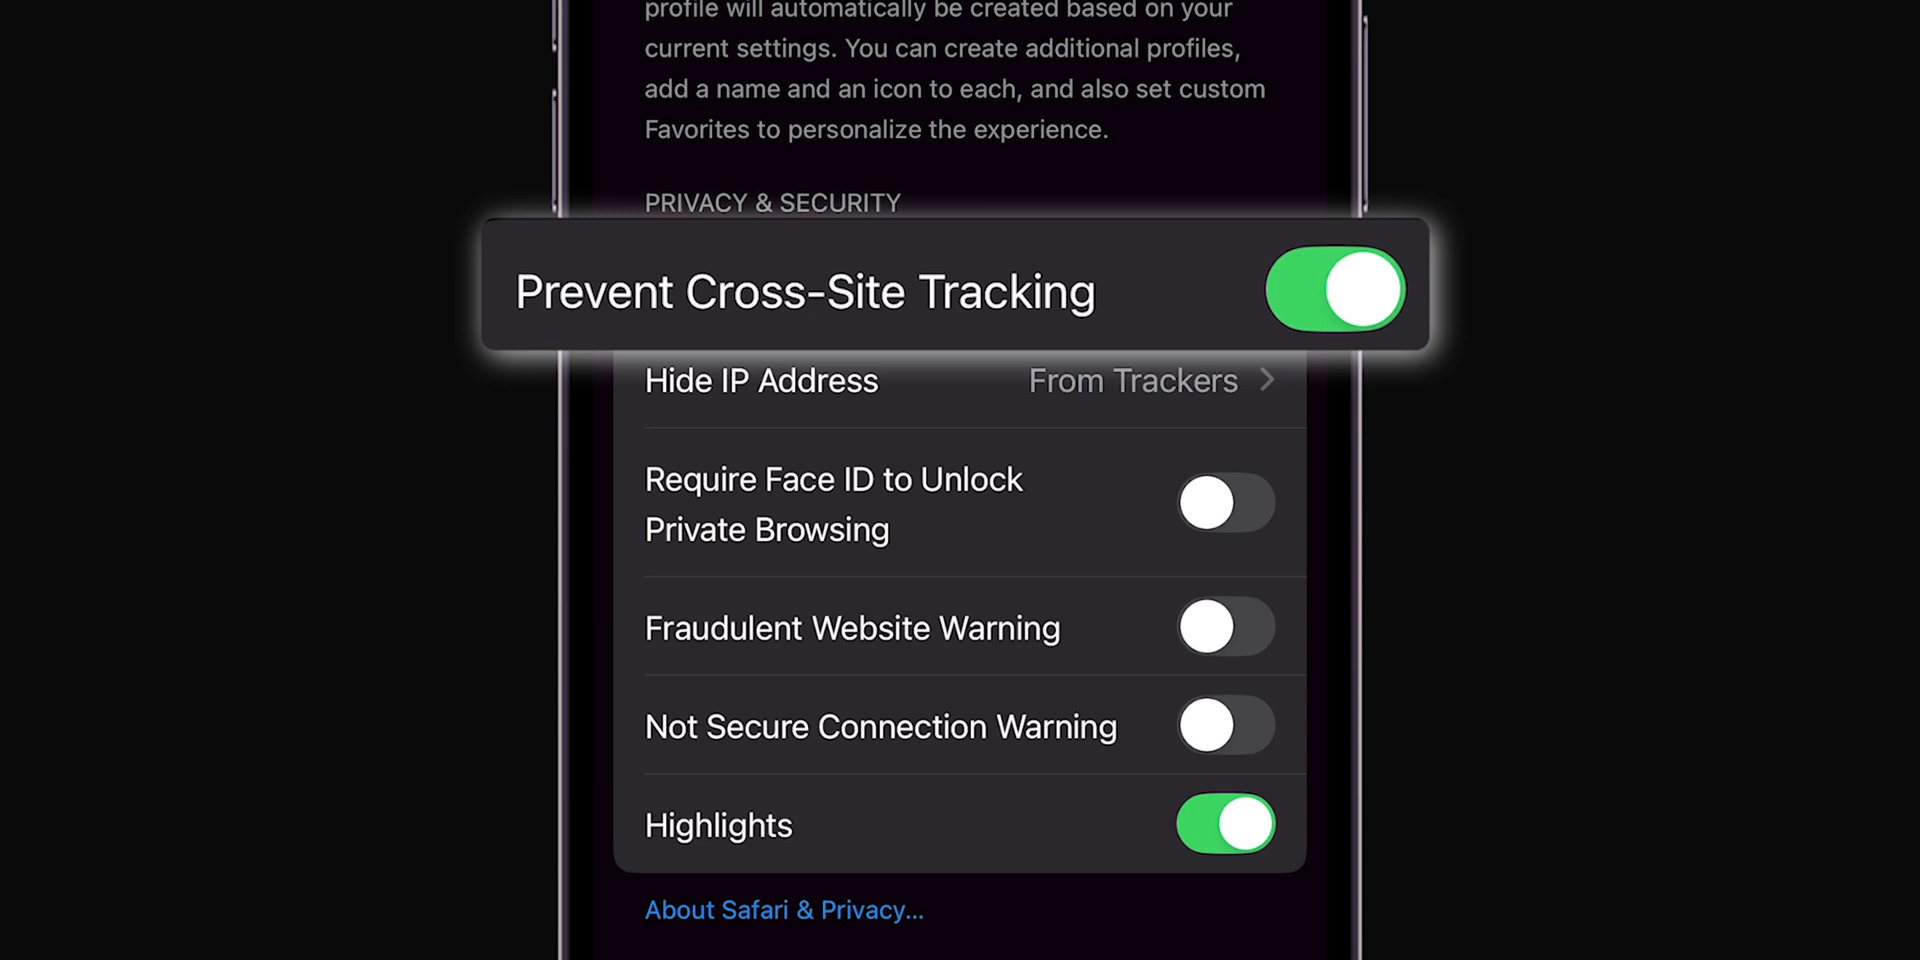 profile will automatically be created based on your
current settings. You can create additional profiles,
add a name and an icon to each, and also set custom
Favorites to personalize the experience.
PRIVACY & SECURITY
Prevent Cross-Site Tracking
Hide IP Address From Trackers
Require Face ID to Unlock
Private Browsing
Fraudulent Website Warning
Not Secure Connection Warning
Highlights
About Safari & Privacy...